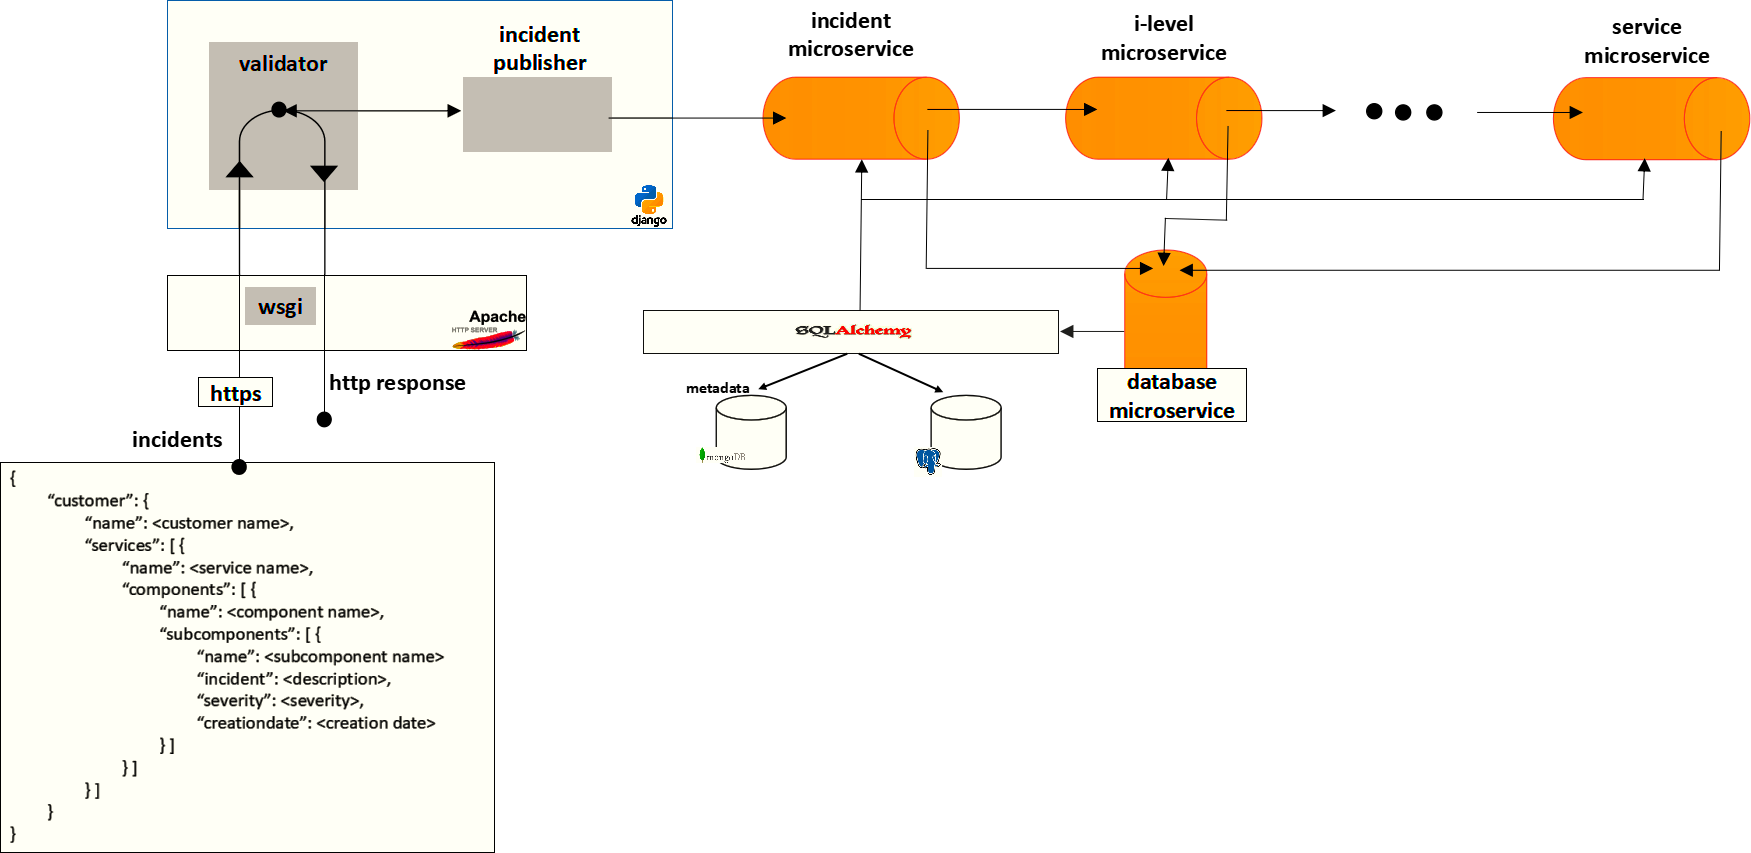 validator
incident
publisher
django
incident
microservice
i-level
microservice
service
microservice
wsgi
Apache
HTTP SERVER
https
http response
incidents
SQLAlchemy
metadata
mongoDB
database
microservice
{
“customer”: {
“name”: <customer name>,
“services”: [ {
“name”: <service name>,
“components”: [ {
“name”: <component name>,
“subcomponents”: [ {
“name”: <subcomponent name>
“incident”: <description>,
“severity”: <severity>,
“creationdate”: <creation date>
} ]
} ]
} ]
}
}